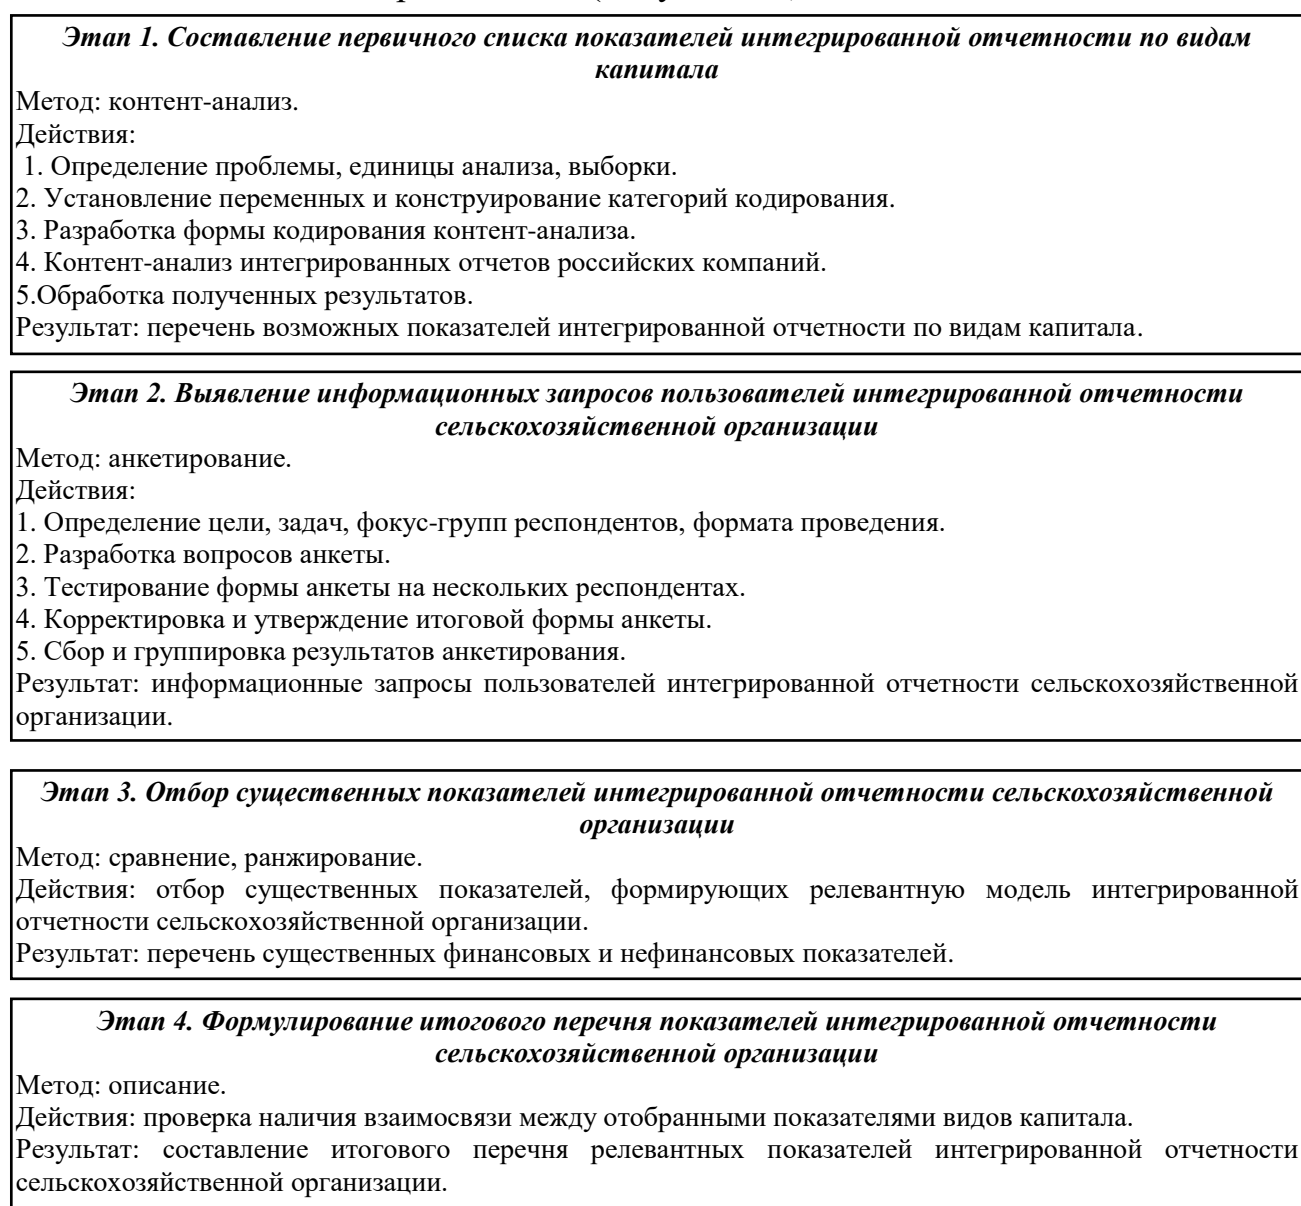 Этап 1. Составление первичного списка показателей интегрированной отчетности по видам
капитала
Метод: контент-анализ.
Действия:
1. Определение проблемы, единицы анализа, выборки.
2. Установление переменных и конструирование категорий кодирования.
3. Разработка формы кодирования контент-анализа.
4. Контент-анализ интегрированных отчетов российских компаний.
5.Обработка полученных результатов.
Результат: перечень возможных показателей интегрированной отчетности по видам капитала.
Этап 2. Выявление информационных запросов пользователей интегрированной отчетности
сельскохозяйственной организации
Метод: анкетирование.
Действия:
1. Определение цели, задач, фокус-групп респондентов, формата проведения.
2. Разработка вопросов анкеты.
3. Тестирование формы анкеты на нескольких респондентах.
4. Корректировка и утверждение итоговой формы анкеты.
5. Сбор и группировка результатов анкетирования.
Результат: информационные запросы пользователей интегрированной отчетности сельскохозяйственной
организации.
Этап 3. Отбор существенных показателей интегрированной отчетности сельскохозяйственной
организации
Метод: сравнение, ранжирование.
Действия: отбор существенных показателей, формирующих релевантную модель интегрированной
отчетности сельскохозяйственной организации.
Результат: перечень существенных финансовых и нефинансовых показателей.
Этап 4. Формулирование итогового перечня показателей интегрированной отчетности
сельскохозяйственной организации
Метод: описание.
Действия: проверка наличия взаимосвязи между отобранными показателями видов капитала.
Результат: составление итогового перечня релевантных показателей интегрированной отчетности
сельскохозяйственной организации.